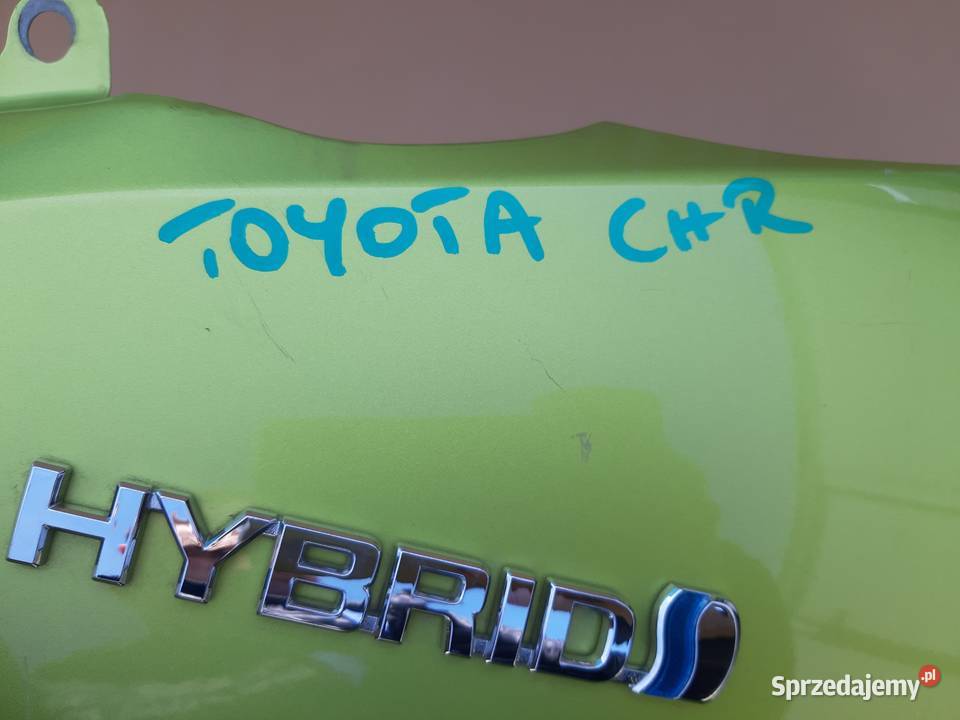 TOYOTA CHR
HYBRID
Sprzedajemy.pl